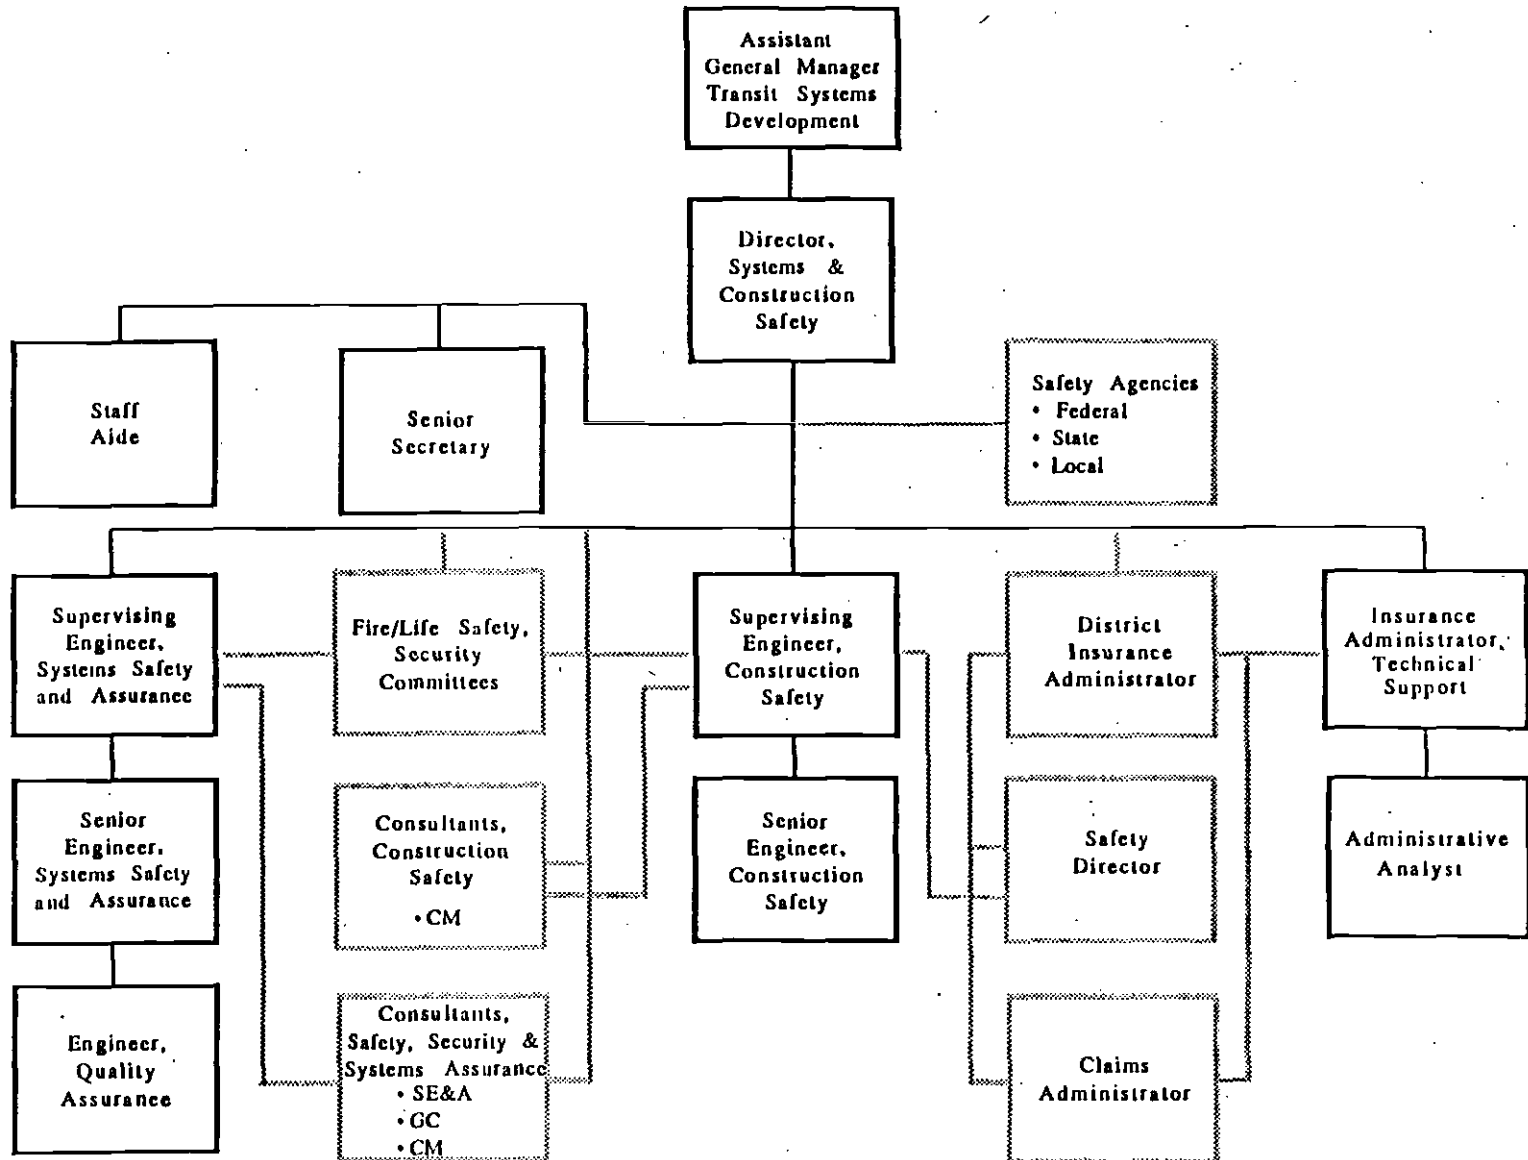 Assistant
General Manager
Transit Systems
Development
Director,
Systems &
Construction
Safety
Staff
Aide
Senior
Secretary
Safety Agencies
• Federal
• State
• Local
Supervising
Engineer,
Systems Safety
and Assurance
Fire/Life Safety,
Security
Committees
Supervising
Engineer,
Construction
Safety
District
Insurance
Administrator
Insurance
Administrator,
Technical
Support
Senior
Engineer,
Systems Safety
and Assurance
Consultants,
Construction
Safety
• CM
Senior
Engineer,
Construction
Safety
Safety
Director
Administrative
Analyst
Engineer,
Quality
Assurance
Consultants,
Safety, Security &
Systems Assurance
• SE&A
• GC
• CM
Claims
Administrator